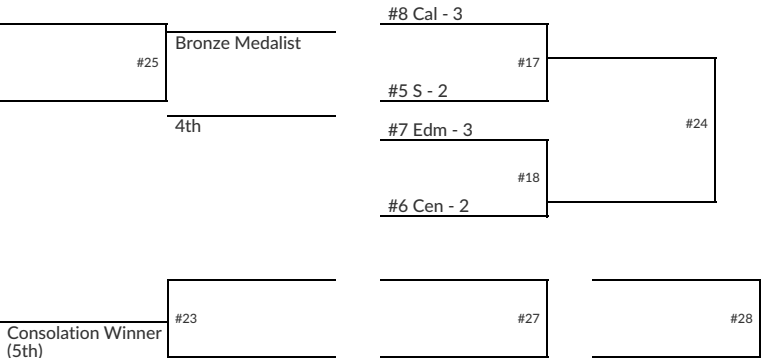 #8 Cal - 3
Bronze Medalist
#25
#17
#5 S - 2
4th
#7 Edm - 3
#24
#18
#6 Cen - 2
#23
#27
#28
Consolation Winner
(5th)